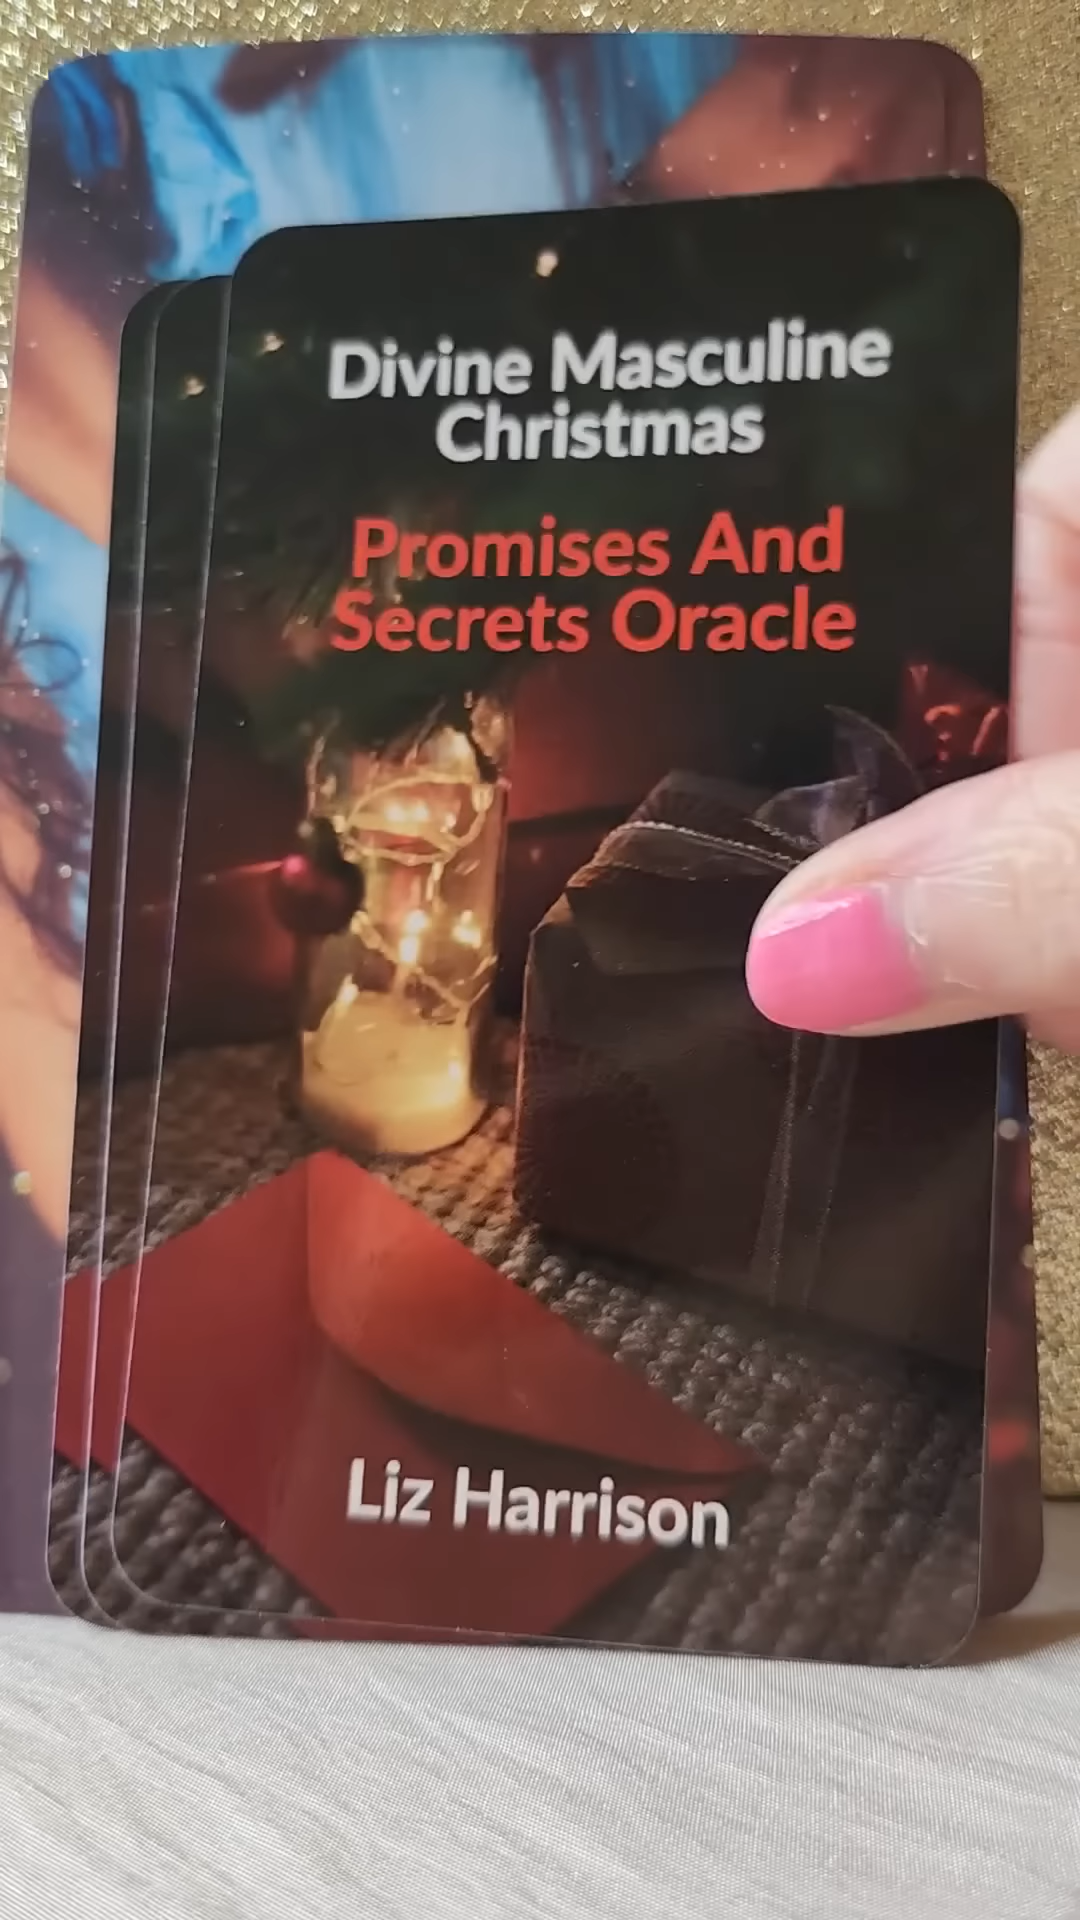 Divine Masculine
Christmas
Promises And
Secrets Oracle
Liz Harrison